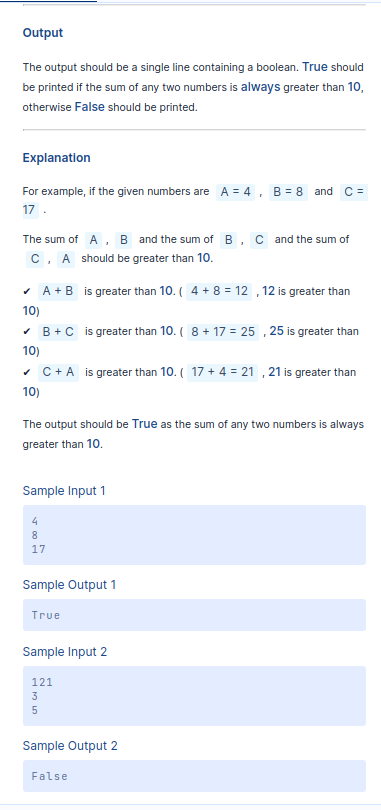 Output
The output should be a single line containing a boolean. True should
be printed if the sum of any two numbers is always greater than 10,
otherwise False should be printed.
Explanation
For example, if the given numbers are A = 4 , B = 8 and C =
17 .
The sum of A , B and the sum of B , C and the sum of
C , A should be greater than 10.
✔ A + B is greater than 10. ( 4 + 8 = 12 , 12 is greater than
10)
✔ B + C is greater than 10. ( 8 + 17 = 25 , 25 is greater than
10)
✔ C + A is greater than 10. ( 17 + 4 = 21 , 21 is greater than
10)
The output should be True as the sum of any two numbers is always
greater than 10.
Sample Input 1
4
8
17
Sample Output 1
True
Sample Input 2
121
3
5
Sample Output 2
False